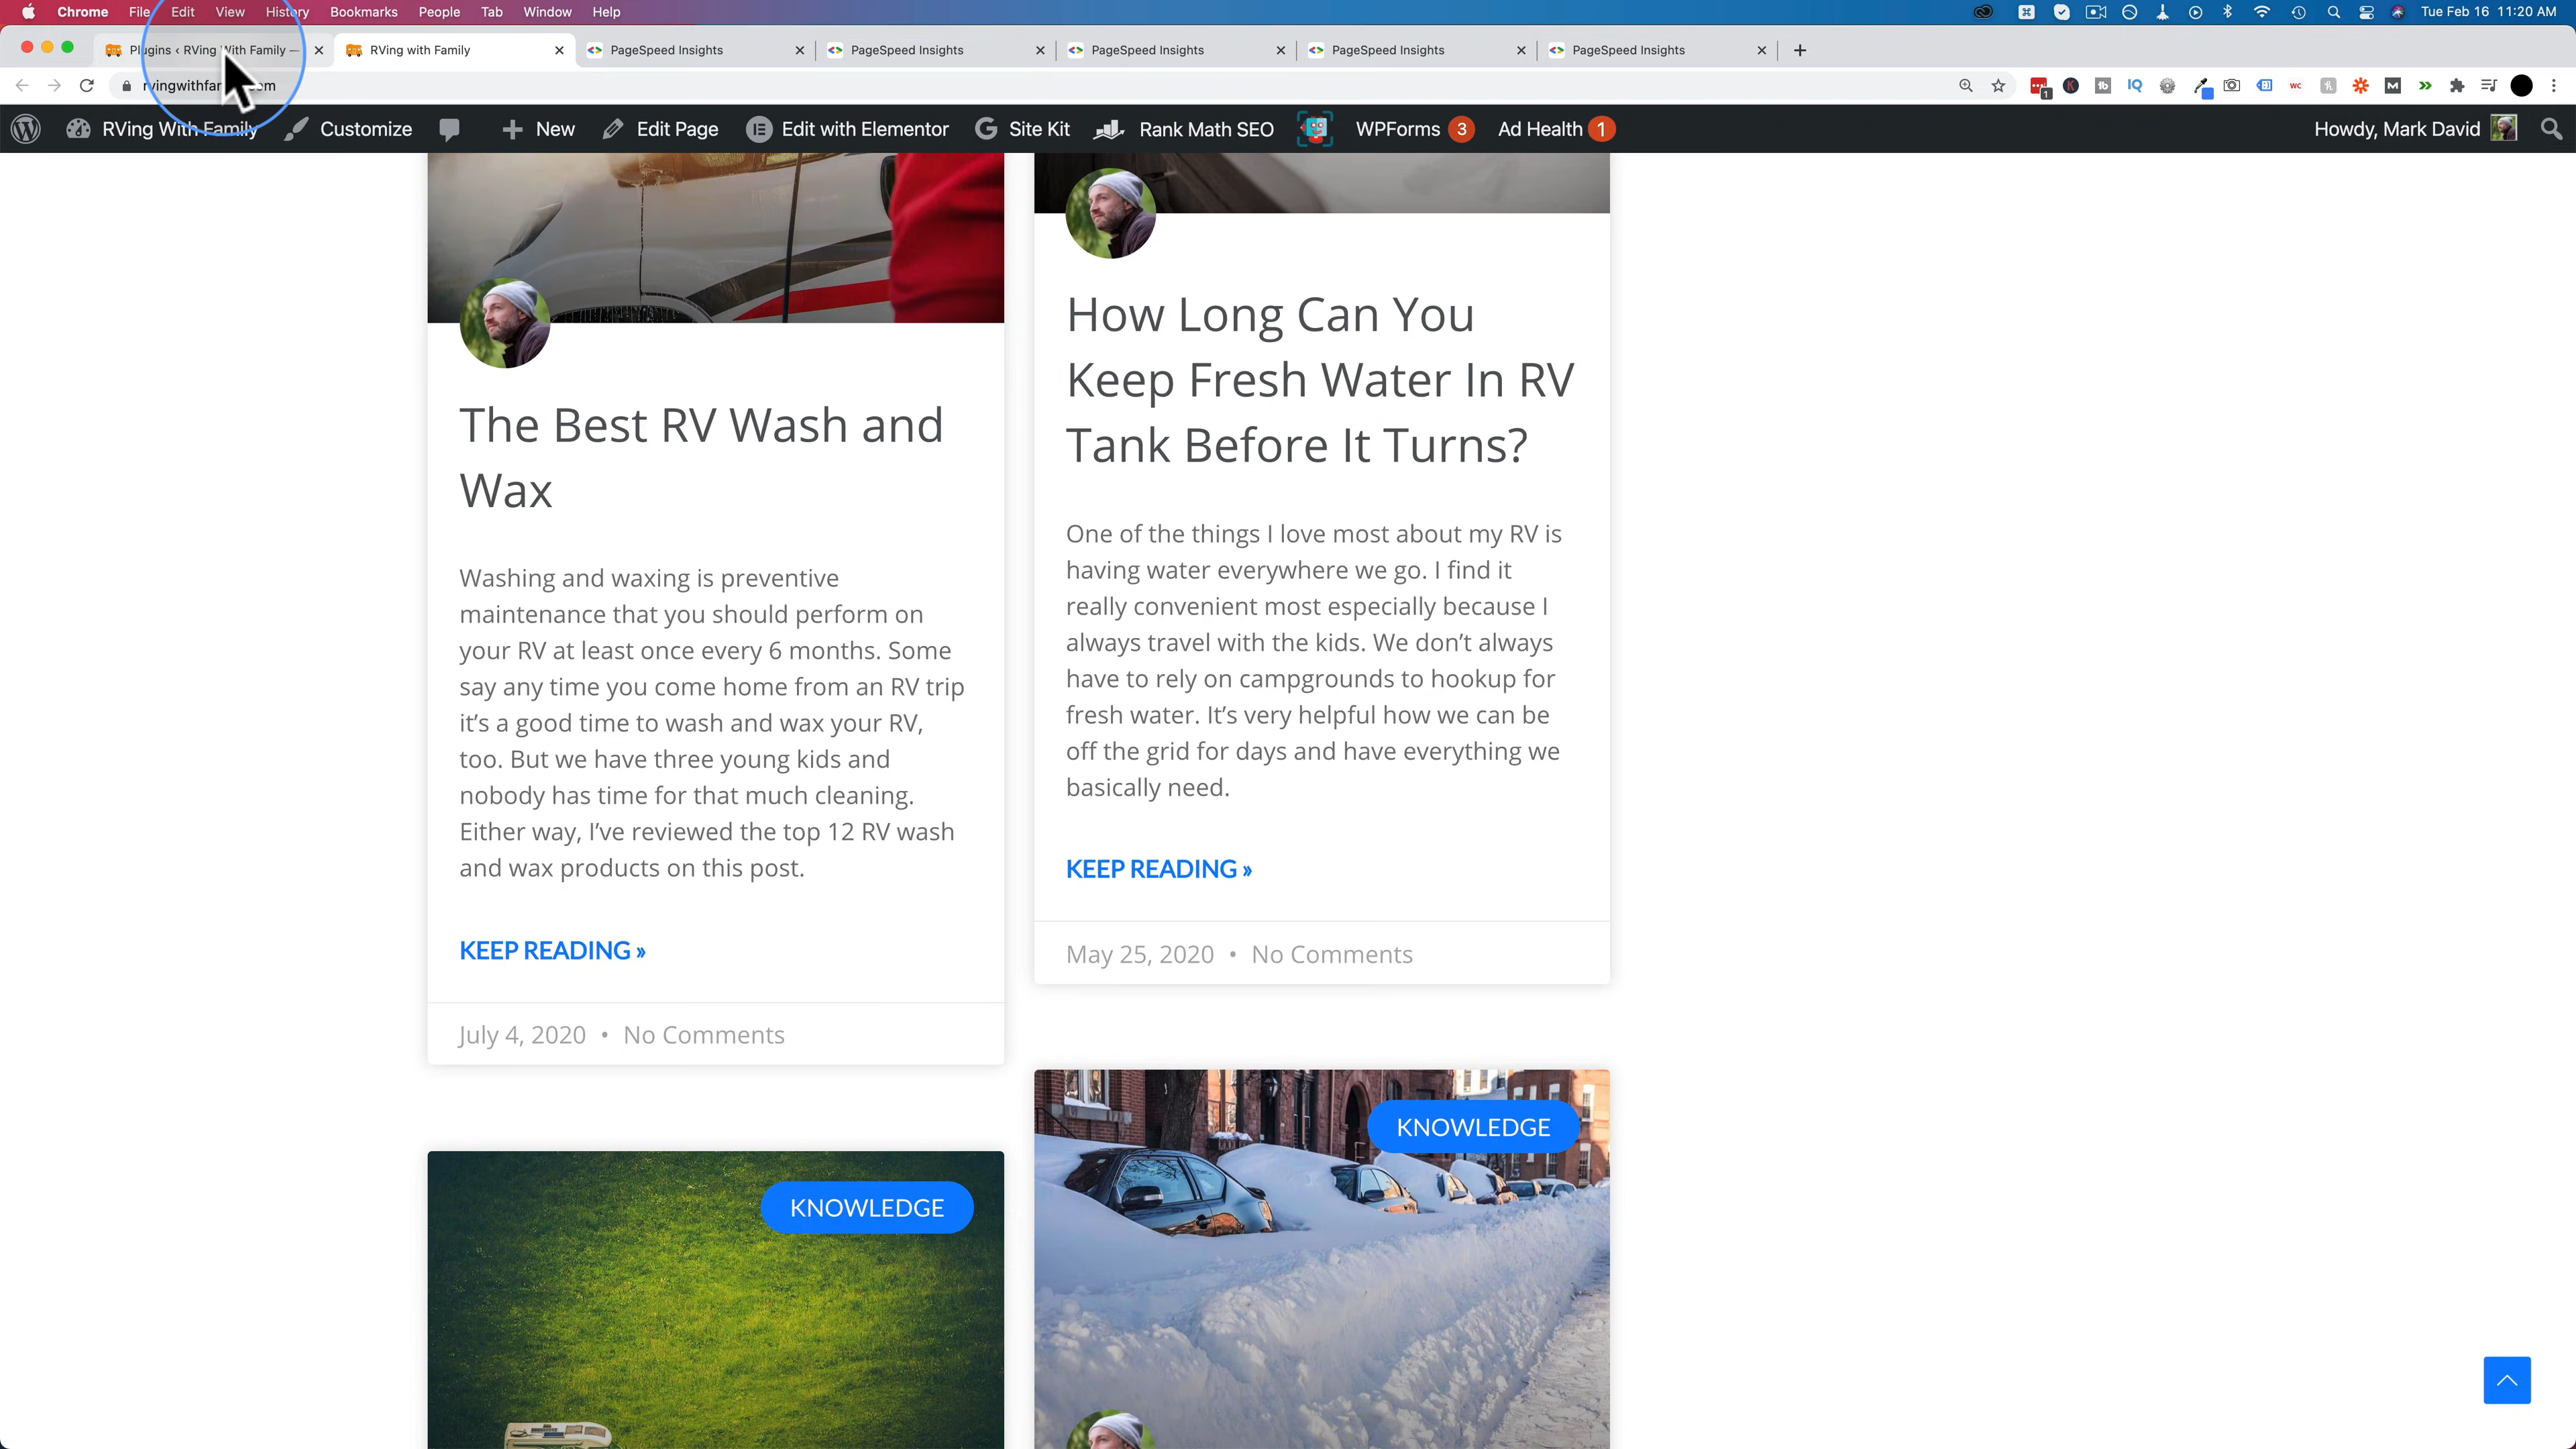 Chrome File Edit View History Bookmarks People Tab Window Help
Tue Feb 16 11:20 AM
Plugins ‹ RVing With Family —
RVing with Family
PageSpeed Insights
PageSpeed Insights
PageSpeed Insights
PageSpeed Insights
PageSpeed Insights
RVing With Family Customize New Edit Page Edit with Elementor Site Kit Rank Math SEO WPForms 3 Ad Health 1
Howdy, Mark David
The Best RV Wash and
Wax
Washing and waxing is preventive
maintenance that you should perform on
your RV at least once every 6 months. Some
say any time you come home from an RV trip
it's a good time to wash and wax your RV,
too. But we have three young kids and
nobody has time for that much cleaning.
Either way, I've reviewed the top 12 RV wash
and wax products on this post.
KEEP READING »
July 4, 2020 • No Comments
KNOWLEDGE
How Long Can You
Keep Fresh Water In RV
Tank Before It Turns?
One of the things I love most about my RV is
having water everywhere we go. I find it
really convenient most especially because I
always travel with the kids. We don't always
have to rely on campgrounds to hookup for
fresh water. It's very helpful how we can be
off the grid for days and have everything we
basically need.
KEEP READING »
May 25, 2020 • No Comments
KNOWLEDGE